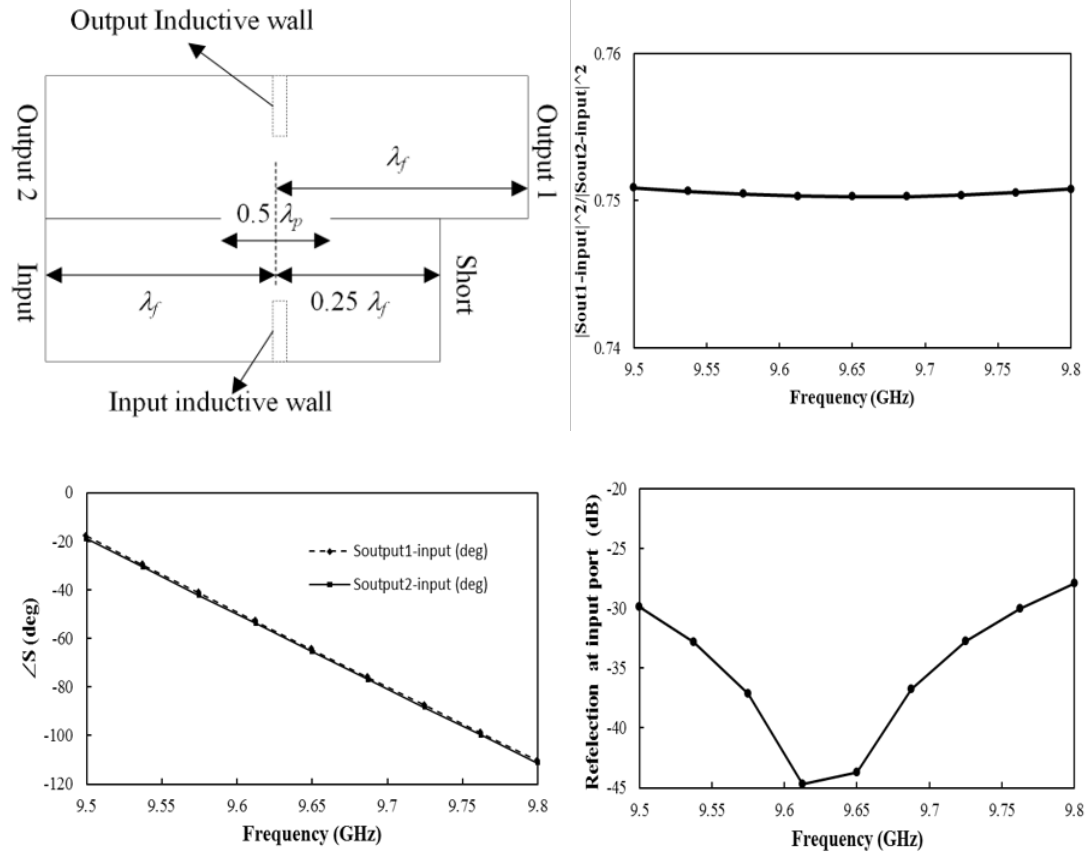 Output Inductive wall
Output 2
Output 1
λf
0.5 λp
Input
λf
0.25 λf
Short
Input inductive wall
|Sout1-input|^2/|Sout2-input|^2
0.76
0.75
0.74
9.5 9.55 9.6 9.65 9.7 9.75 9.8
Frequency (GHz)
∠S (deg)
0
-20
-40
-60
-80
-100
-120
Soutput1-input (deg)
Soutput2-input (deg)
9.5 9.55 9.6 9.65 9.7 9.75 9.8
Frequency (GHz)
Refelection at input port (dB)
-20
-25
-30
-35
-40
-45
9.5 9.55 9.6 9.65 9.7 9.75 9.8
Frequency (GHz)